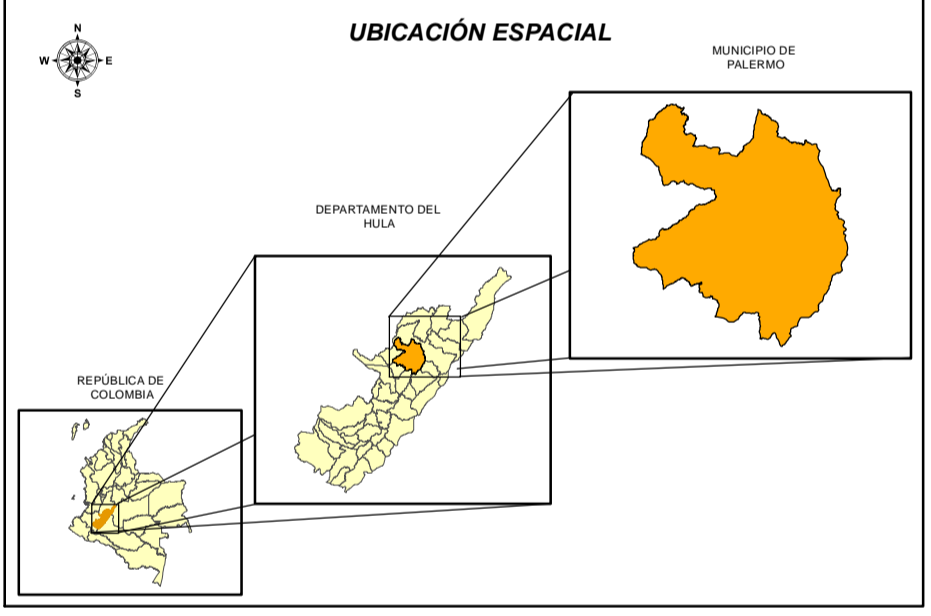 UBICACIÓN ESPACIAL
N
W
E
S
MUNICIPIO DE
PALERMO
DEPARTAMENTO DEL
HULA
REPÚBLICA DE
COLOMBIA